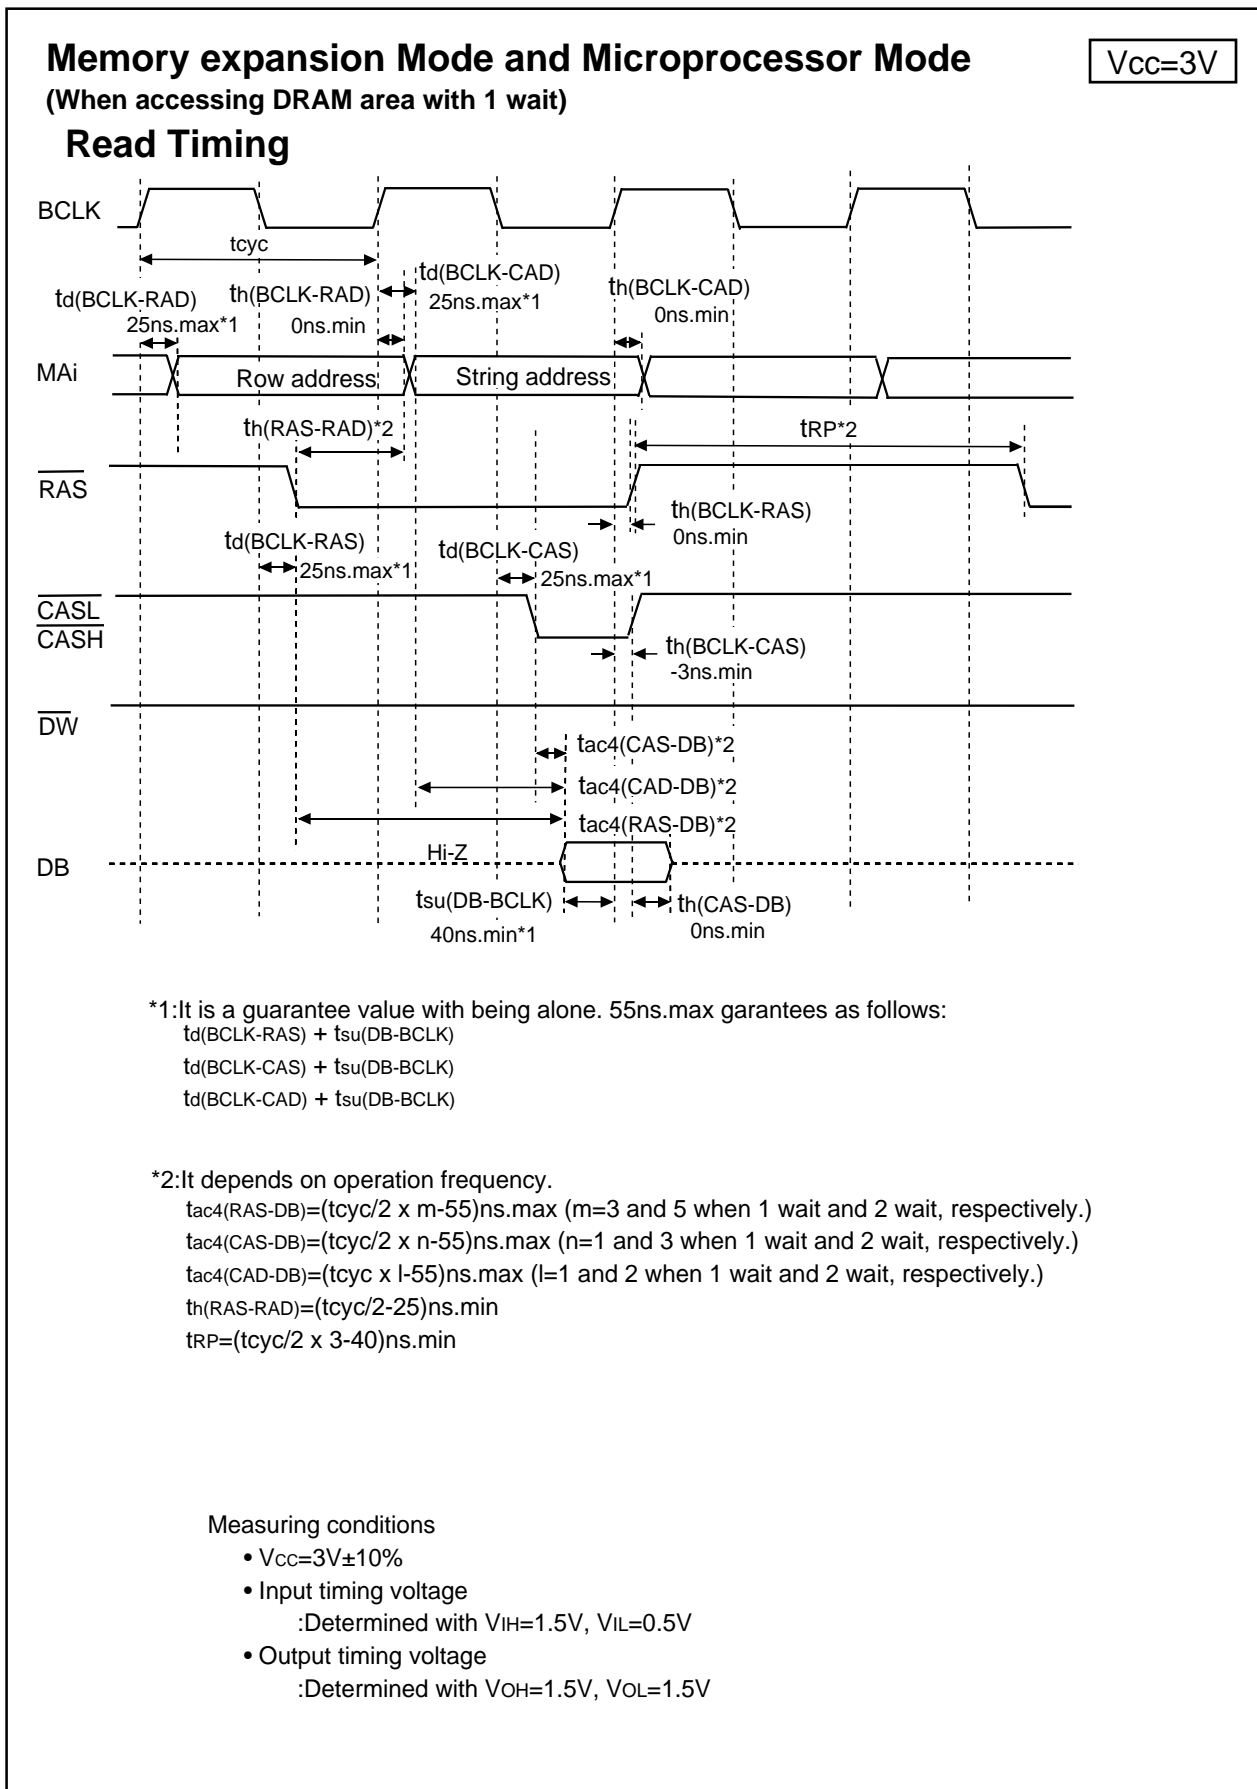 Memory expansion Mode and Microprocessor Mode
Vcc=3V
(When accessing DRAM area with 1 wait)
Read Timing
BCLK
tcyc
td(BCLK-RAD)
25ns.max*1
th(BCLK-RAD)
0ns.min
td(BCLK-CAD)
25ns.max*1
th(BCLK-CAD)
0ns.min
MAi
Row address
String address
th(RAS-RAD)*2
tRP*2
RAS
th(BCLK-RAS)
0ns.min
td(BCLK-RAS)
25ns.max*1
td(BCLK-CAS)
25ns.max*1
CASL
CASH
th(BCLK-CAS)
-3ns.min
DW
tac4(CAS-DB)*2
tac4(CAD-DB)*2
tac4(RAS-DB)*2
Hi-Z
DB
tsu(DB-BCLK)
40ns.min*1
th(CAS-DB)
0ns.min
*1:It is a guarantee value with being alone. 55ns.max garantees as follows:
td(BCLK-RAS) + tsu(DB-BCLK)
td(BCLK-CAS) + tsu(DB-BCLK)
td(BCLK-CAD) + tsu(DB-BCLK)
*2:It depends on operation frequency.
tac4(RAS-DB)=(tcyc/2 x m-55)ns.max (m=3 and 5 when 1 wait and 2 wait, respectively.)
tac4(CAS-DB)=(tcyc/2 x n-55)ns.max (n=1 and 3 when 1 wait and 2 wait, respectively.)
tac4(CAD-DB)=(tcyc x l-55)ns.max (l=1 and 2 when 1 wait and 2 wait, respectively.)
th(RAS-RAD)=(tcyc/2-25)ns.min
tRP=(tcyc/2 x 3-40)ns.min
Measuring conditions
• VCC=3V±10%
• Input timing voltage
:Determined with VIH=1.5V, VIL=0.5V
• Output timing voltage
:Determined with VOH=1.5V, VOL=1.5V